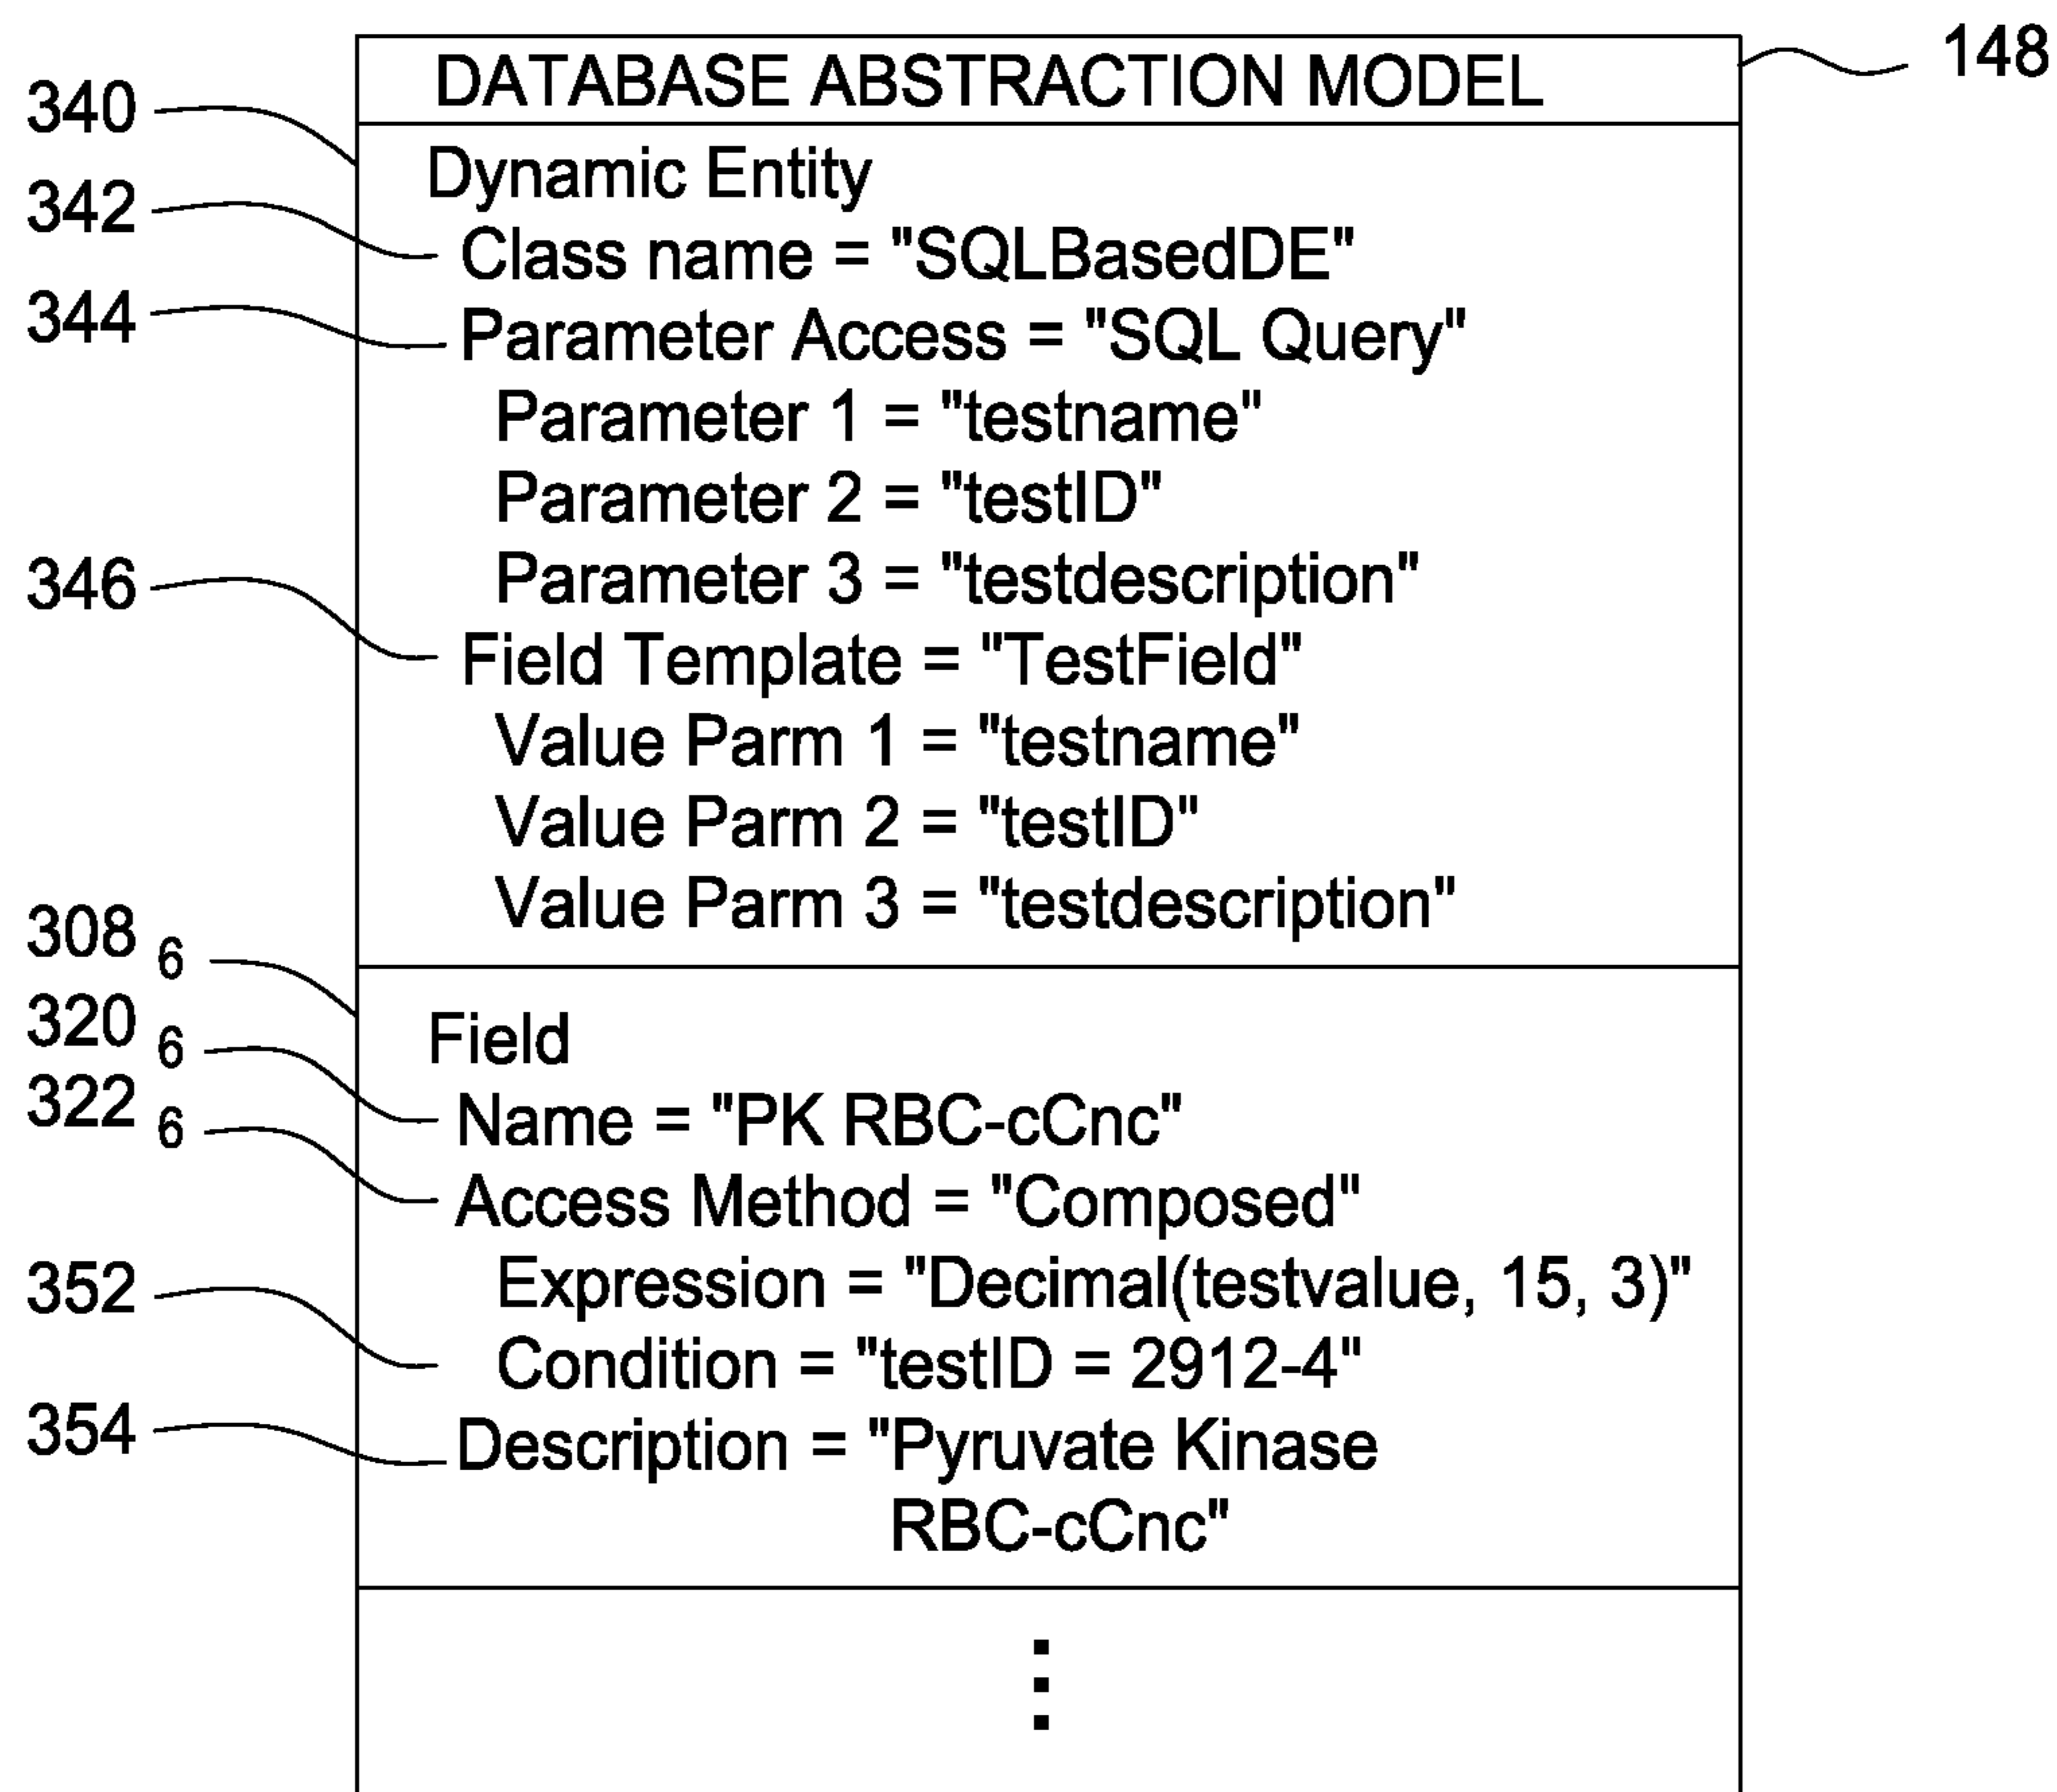 DATABASE ABSTRACTION MODEL 148
340 Dynamic Entity
342 Class name = "SQLBasedDE"
344 Parameter Access = "SQL Query"
Parameter 1 = "testname"
Parameter 2 = "testID"
346 Parameter 3 = "testdescription"
Field Template = "TestField"
Value Parm 1 = "testname"
Value Parm 2 = "testID"
308 6 Value Parm 3 = "testdescription"
320 6 Field
322 6 Name = "PK RBC-cCnc"
Access Method = "Composed"
352 Expression = "Decimal(testvalue, 15, 3)"
Condition = "testID = 2912-4"
354 Description = "Pyruvate Kinase
RBC-cCnc"